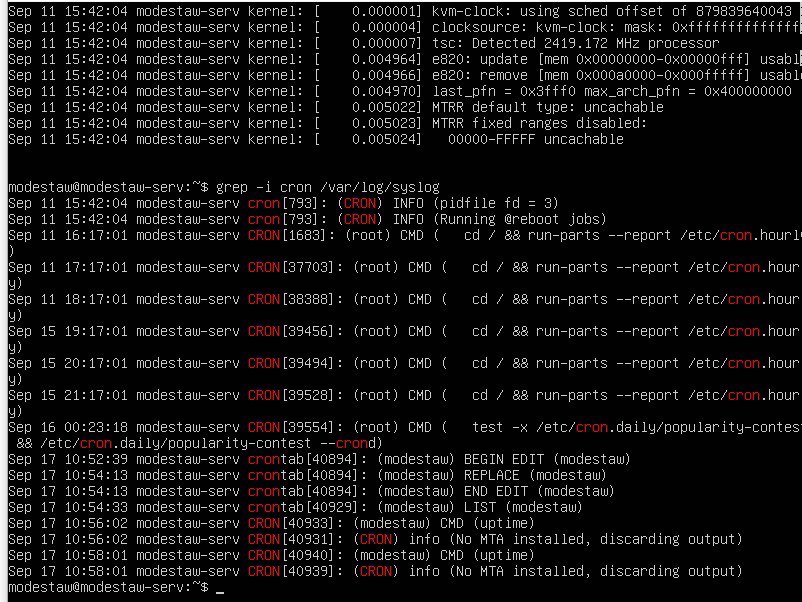 Sep 11 15:42:04 modestaw-serv kernel: [    0.000001] kvm-clock: using sched offset of 879839640043
Sep 11 15:42:04 modestaw-serv kernel: [    0.000004] clocksource: kvm-clock: mask: 0xffffffffffffff
Sep 11 15:42:04 modestaw-serv kernel: [    0.000007] tsc: Detected 2419.172 MHz processor
Sep 11 15:42:04 modestaw-serv kernel: [    0.004964] e820: update [mem 0x00000000-0x00000fff] usabl
Sep 11 15:42:04 modestaw-serv kernel: [    0.004966] e820: remove [mem 0x000a0000-0x000fffff] usabl
Sep 11 15:42:04 modestaw-serv kernel: [    0.004970] last_pfn = 0x3fff0 max_arch_pfn = 0x400000000
Sep 11 15:42:04 modestaw-serv kernel: [    0.005022] MTRR default type: uncachable
Sep 11 15:42:04 modestaw-serv kernel: [    0.005023] MTRR fixed ranges disabled:
Sep 11 15:42:04 modestaw-serv kernel: [    0.005024]   00000-FFFFF uncachable
modestaw@modestaw-serv:~$ grep -i cron /var/log/syslog
Sep 11 15:42:04 modestaw-serv cron[793]: (CRON) INFO (pidfile fd = 3)
Sep 11 15:42:04 modestaw-serv cron[793]: (CRON) INFO (Running @reboot jobs)
Sep 11 16:17:01 modestaw-serv CRON[1683]: (root) CMD (   cd / && run-parts --report /etc/cron.hourly
)
Sep 11 17:17:01 modestaw-serv CRON[37703]: (root) CMD (   cd / && run-parts --report /etc/cron.hour
y)
Sep 11 18:17:01 modestaw-serv CRON[38388]: (root) CMD (   cd / && run-parts --report /etc/cron.hour
y)
Sep 15 19:17:01 modestaw-serv CRON[39456]: (root) CMD (   cd / && run-parts --report /etc/cron.hour
y)
Sep 15 20:17:01 modestaw-serv CRON[39494]: (root) CMD (   cd / && run-parts --report /etc/cron.hour
y)
Sep 15 21:17:01 modestaw-serv CRON[39528]: (root) CMD (   cd / && run-parts --report /etc/cron.hour
y)
Sep 16 00:23:18 modestaw-serv CRON[39554]: (root) CMD (   test -x /etc/cron.daily/popularity-contest
 && /etc/cron.daily/popularity-contest --crond)
Sep 17 10:52:39 modestaw-serv crontab[40894]: (modestaw) BEGIN EDIT (modestaw)
Sep 17 10:54:13 modestaw-serv crontab[40894]: (modestaw) REPLACE (modestaw)
Sep 17 10:54:13 modestaw-serv crontab[40894]: (modestaw) END EDIT (modestaw)
Sep 17 10:54:33 modestaw-serv crontab[40929]: (modestaw) LIST (modestaw)
Sep 17 10:56:02 modestaw-serv CRON[40933]: (modestaw) CMD (uptime)
Sep 17 10:56:02 modestaw-serv CRON[40931]: (CRON) info (No MTA installed, discarding output)
Sep 17 10:58:01 modestaw-serv CRON[40940]: (modestaw) CMD (uptime)
Sep 17 10:58:01 modestaw-serv CRON[40939]: (CRON) info (No MTA installed, discarding output)
modestaw@modestaw-serv:~$ _